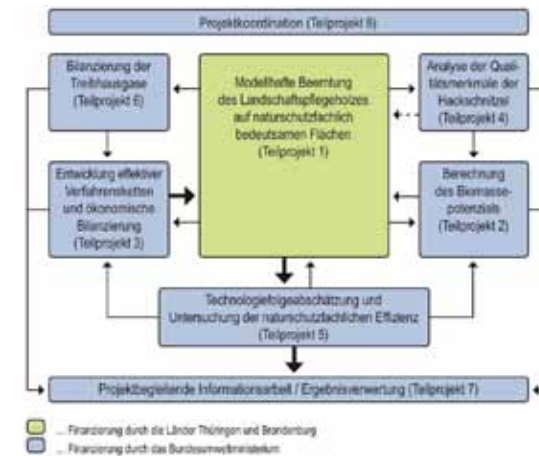 Projektkoordination (Teilprojekt 8)
Bilanzierung der
Treibhausgase
(Teilprojekt 6)
Modellhafte Beerntung
des Landschaftspflegeholzes
auf naturschutzfachlich
bedeutsamen Flächen
(Teilprojekt 1)
Analyse der Quali-
tätsmerkmale der
Hackschnitzel
(Teilprojekt 4)
Entwicklung effektiver
Verfahrensketten
und ökonomische
Bilanzierung
(Teilprojekt 3)
Berechnung
des Biomasse-
potenzials
(Teilprojekt 2)
Technologiefolgeabschätzung und
Untersuchung der naturschutzfachlichen Effizienz
(Teilprojekt 5)
Projektbegleitende Informationsarbeit / Ergebnisverwertung (Teilprojekt 7)
... Finanzierung durch die Länder Thüringen und Brandenburg
... Finanzierung durch das Bundesumweltministerium